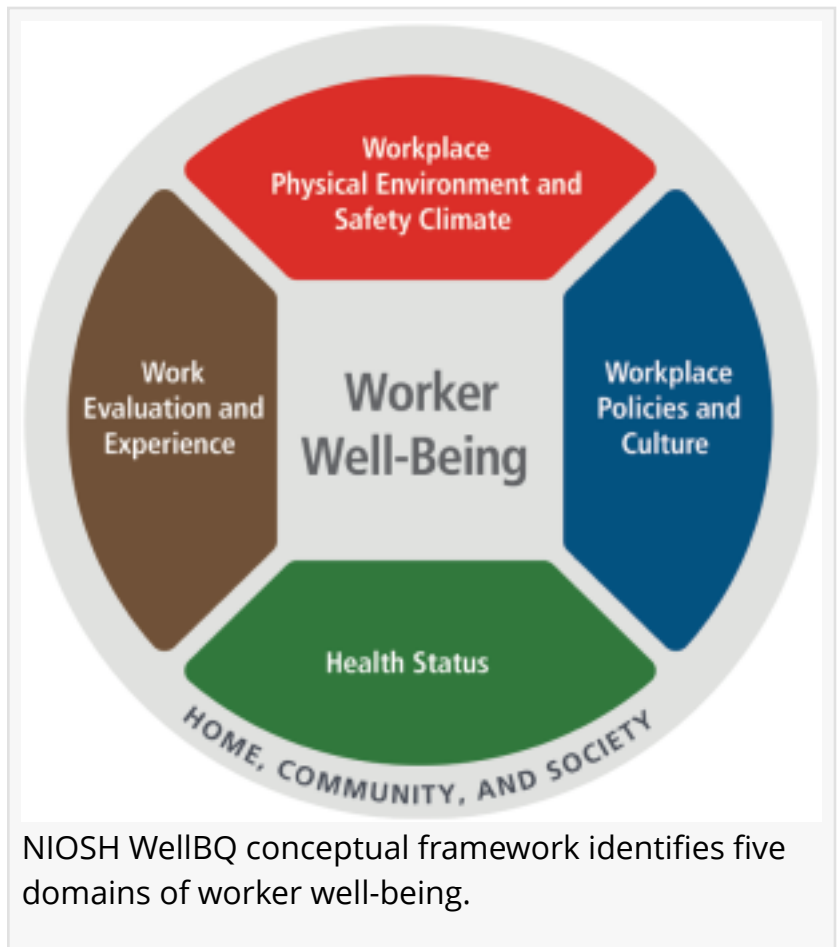 Workplace
Physical Environment and
Safety Climate
Work
Evaluation and
Experience
Worker
Well-Being
Workplace
Policies and
Culture
Health Status
HOME, COMMUNITY, AND SOCIETY
NIOSH WellBQ conceptual framework identifies five
domains of worker well-being.